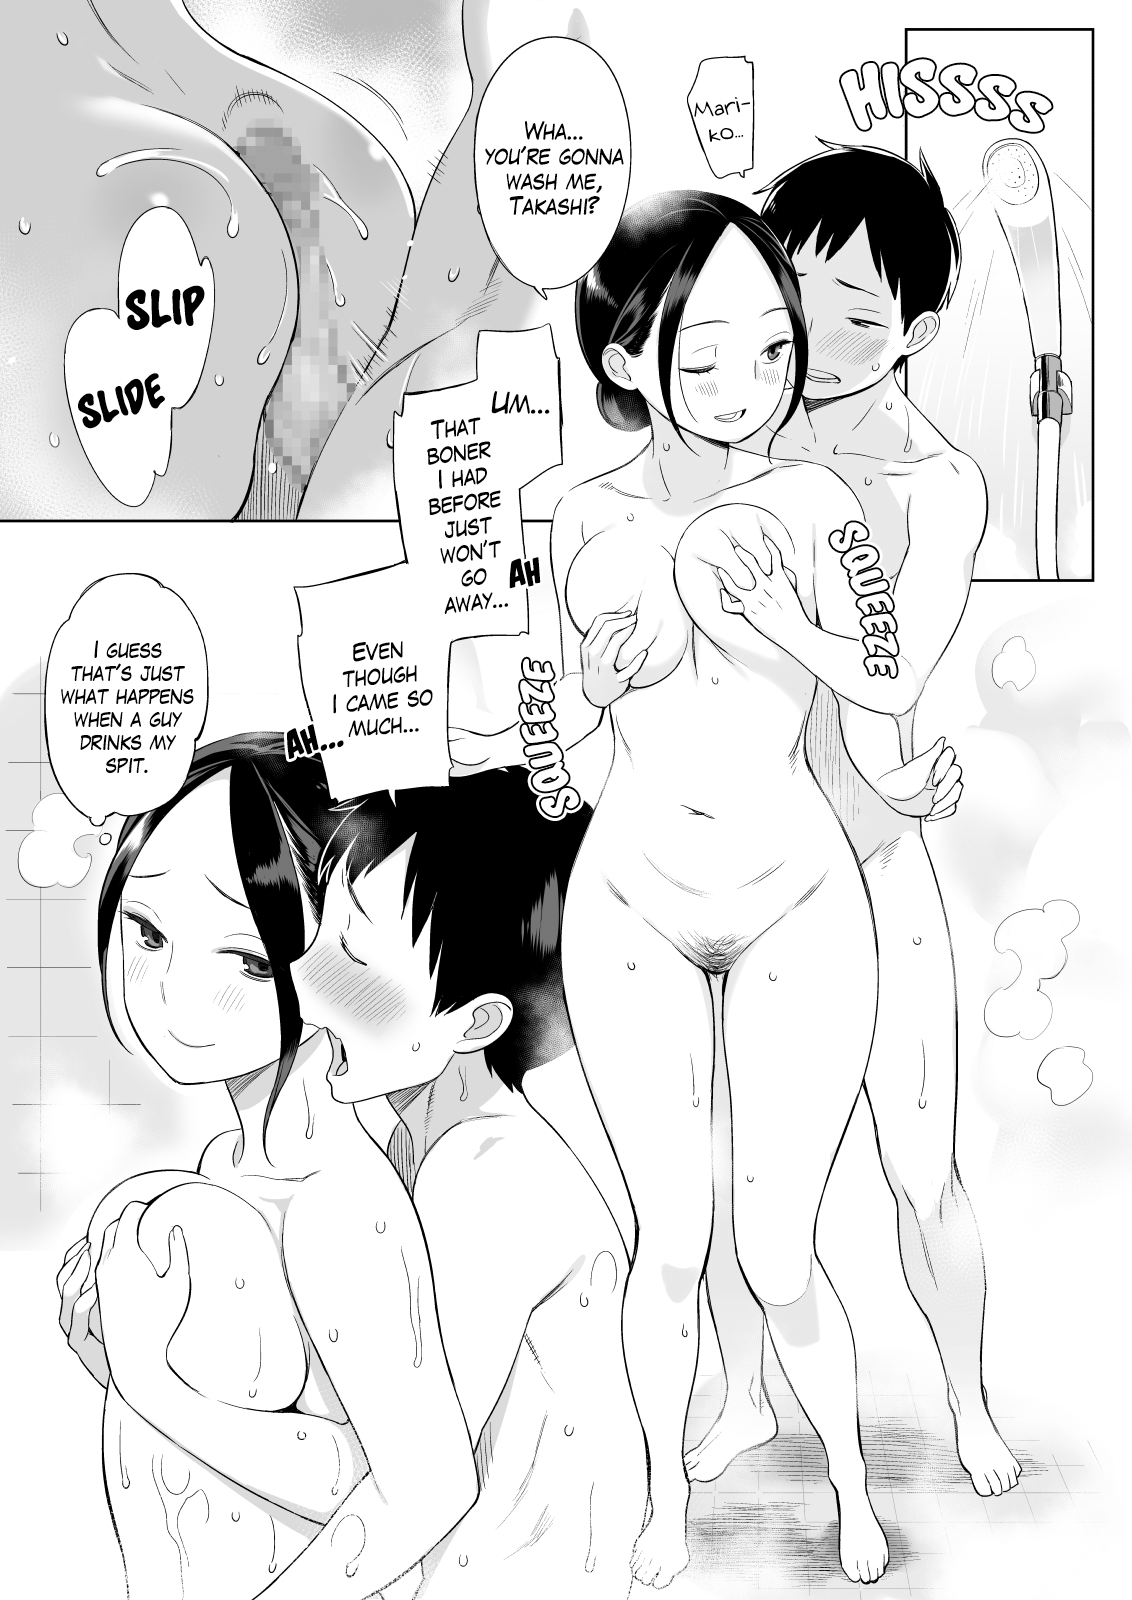 HISSSS
Mari-
ko...
WHA...
YOU'RE GONNA
WASH ME,
TAKASHI?
SLIP
SLIDE
SQUEEZE
SQUEEZE
UM...
THAT
BONER
I HAD
BEFORE
JUST
WON'T
GO
AWAY...
AH
EVEN
THOUGH
I CAME SO
MUCH...
AH...
I GUESS
THAT'S JUST
WHAT HAPPENS
WHEN A GUY
DRINKS MY
SPIT.